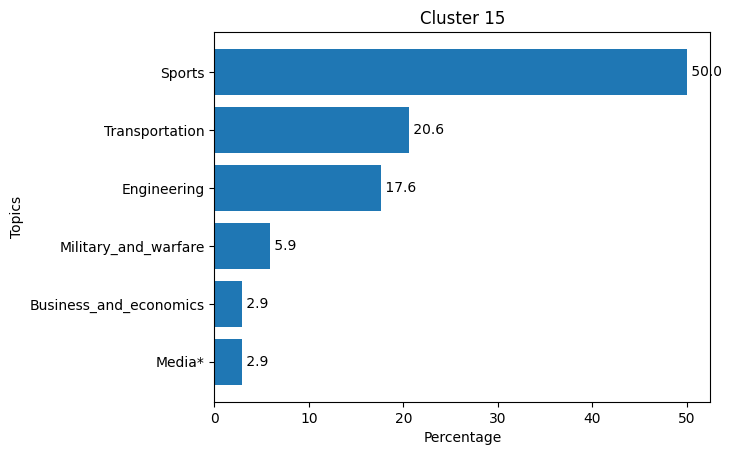 Cluster 15
Topics
Sports 50.0
Transportation 20.6
Engineering 17.6
Military_and_warfare 5.9
Business_and_economics 2.9
Media* 2.9
0 10 20 30 40 50
Percentage